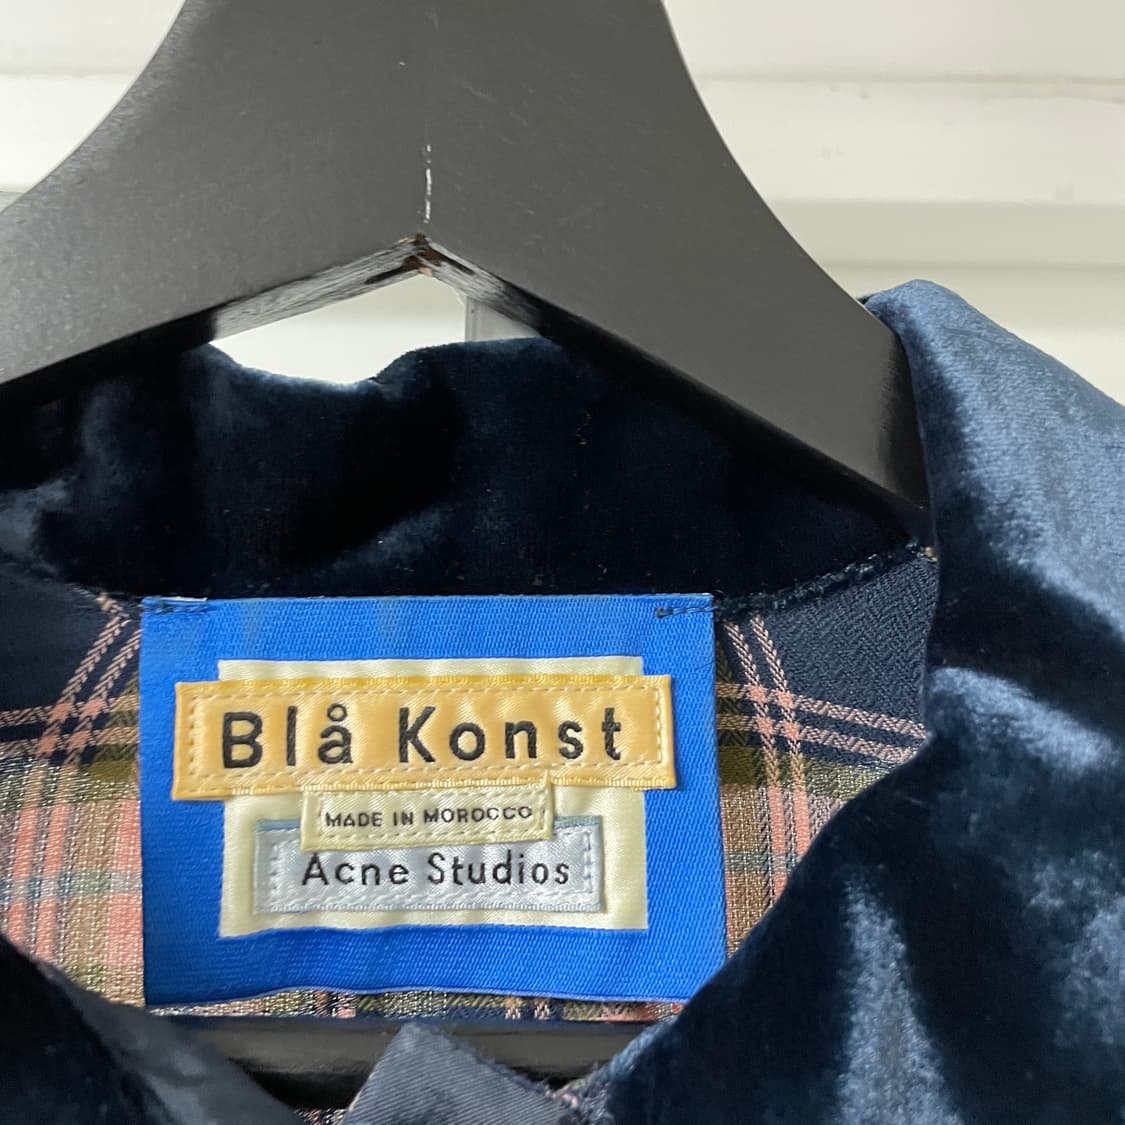 Blå Konst
MADE IN MOROCCO
Acne Studios